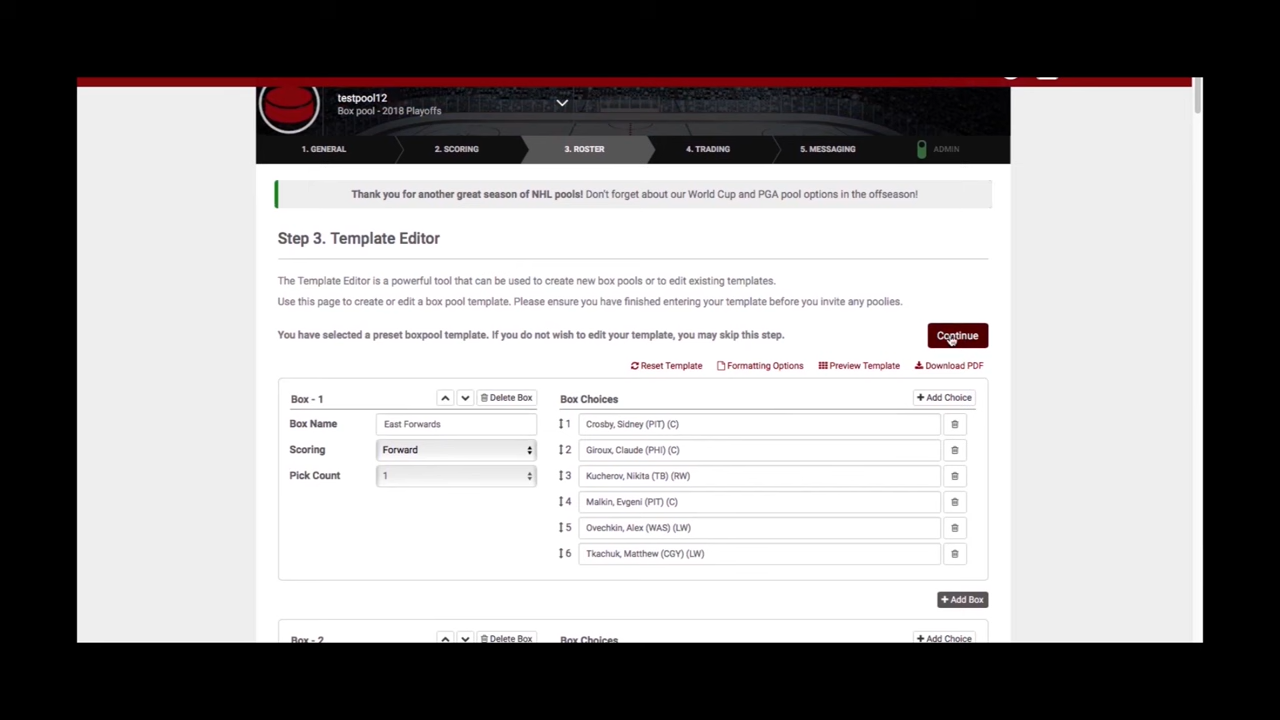 testpool12
Box pool - 2018 Playoffs
1. GENERAL
2. SCORING
3. ROSTER
4. TRADING
5. MESSAGING
ADMIN
Thank you for another great season of NHL pools! Don't forget about our World Cup and PGA pool options in the offseason!
Step 3. Template Editor
The Template Editor is a powerful tool that can be used to create new box pools or to edit existing templates.
Use this page to create or edit a box pool template. Please ensure you have finished entering your template before you invite any poolies.
You have selected a preset boxpool template. If you do not wish to edit your template, you may skip this step.
Continue
Reset Template
Formatting Options
Preview Template
Download PDF
Box - 1
Delete Box
Box Name
East Forwards
Scoring
Forward
Pick Count
1
Box Choices
+ Add Choice
1 Crosby, Sidney (PIT) (C)
2 Giroux, Claude (PHI) (C)
3 Kucherov, Nikita (TB) (RW)
4 Malkin, Evgeni (PIT) (C)
5 Ovechkin, Alex (WAS) (LW)
6 Tkachuk, Matthew (CGY) (LW)
+ Add Box
Box - 2
Delete Box
Box Choices
+ Add Choice